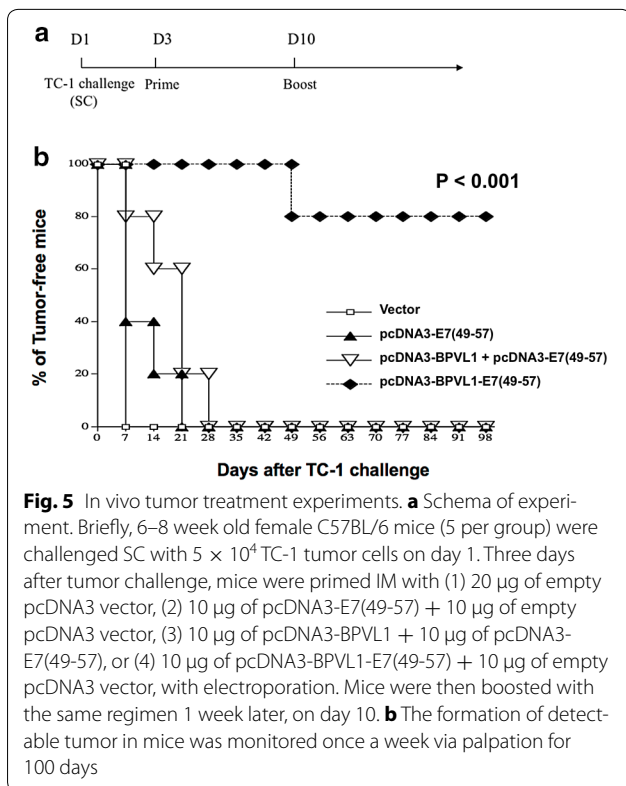 a
D1 D3 D10
TC-1 challenge Prime Boost
(SC)
b
100
80
60
40
20
0
% of Tumor-free mice
P < 0.001
Vector
pcDNA3-E7(49-57)
pcDNA3-BPVL1 + pcDNA3-E7(49-57)
pcDNA3-BPVL1-E7(49-57)
0 7 14 21 28 35 42 49 56 63 70 77 84 91 98
Days after TC-1 challenge
Fig. 5 In vivo tumor treatment experiments. a Schema of experi-
ment. Briefly, 6–8 week old female C57BL/6 mice (5 per group) were
challenged SC with 5 × 10⁴ TC-1 tumor cells on day 1. Three days
after tumor challenge, mice were primed IM with (1) 20 μg of empty
pcDNA3 vector, (2) 10 μg of pcDNA3-E7(49-57) + 10 μg of empty
pcDNA3 vector, (3) 10 μg of pcDNA3-BPVL1 + 10 μg of pcDNA3-
E7(49-57), or (4) 10 μg of pcDNA3-BPVL1-E7(49-57) + 10 μg of empty
pcDNA3 vector, with electroporation. Mice were then boosted with
the same regimen 1 week later, on day 10. b The formation of detect-
able tumor in mice was monitored once a week via palpation for
100 days